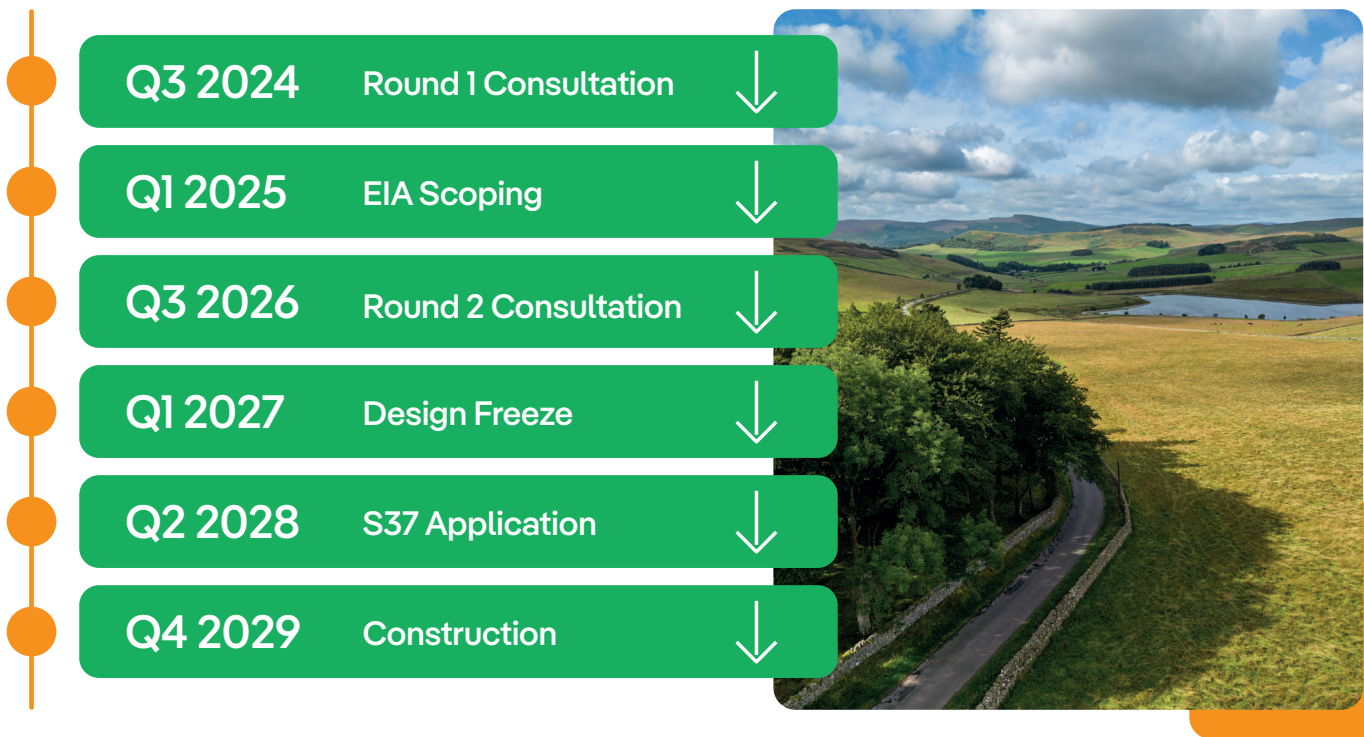 Q3 2024 Round 1 Consultation
Q1 2025 EIA Scoping
Q3 2026 Round 2 Consultation
Q1 2027 Design Freeze
Q2 2028 S37 Application
Q4 2029 Construction